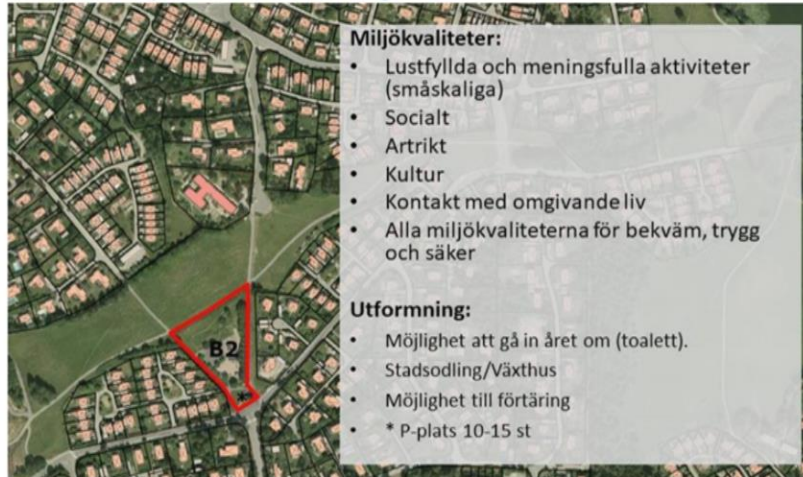 Miljökvaliteter:
• Lustfyllda och meningsfulla aktiviteter
(småskaliga)
• Socialt
• Artrikt
• Kultur
• Kontakt med omgivande liv
• Alla miljökvaliteterna för bekväm, trygg
och säker
Utformning:
• Möjlighet att gå in året om (toalett).
• Stadsodling/Växthus
• Möjlighet till förtäring
• * P-plats 10-15 st
B2
*